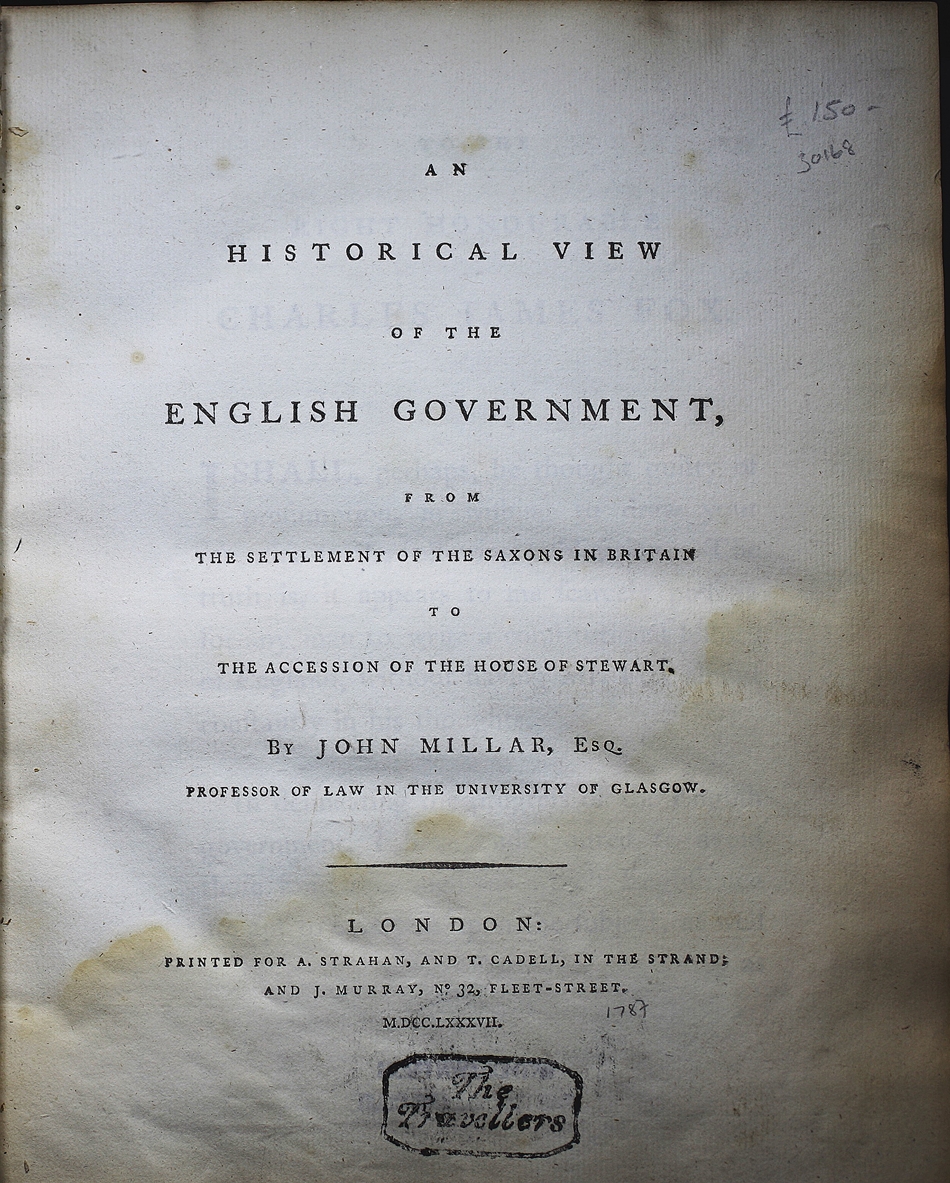 £ 150-
30168
AN
HISTORICAL VIEW
OF THE
ENGLISH GOVERNMENT,
FROM
THE SETTLEMENT OF THE SAXONS IN BRITAIN
TO
THE ACCESSION OF THE HOUSE OF STEWART.
By JOHN MILLAR, Esq.
PROFESSOR OF LAW IN THE UNIVERSITY OF GLASGOW.
LONDON:
PRINTED FOR A. STRAHAN, AND T. CADELL, IN THE STRAND;
AND J. MURRAY, Nº 32, FLEET-STREET.
1787
M.DCC.LXXXVII.
The
Travellers